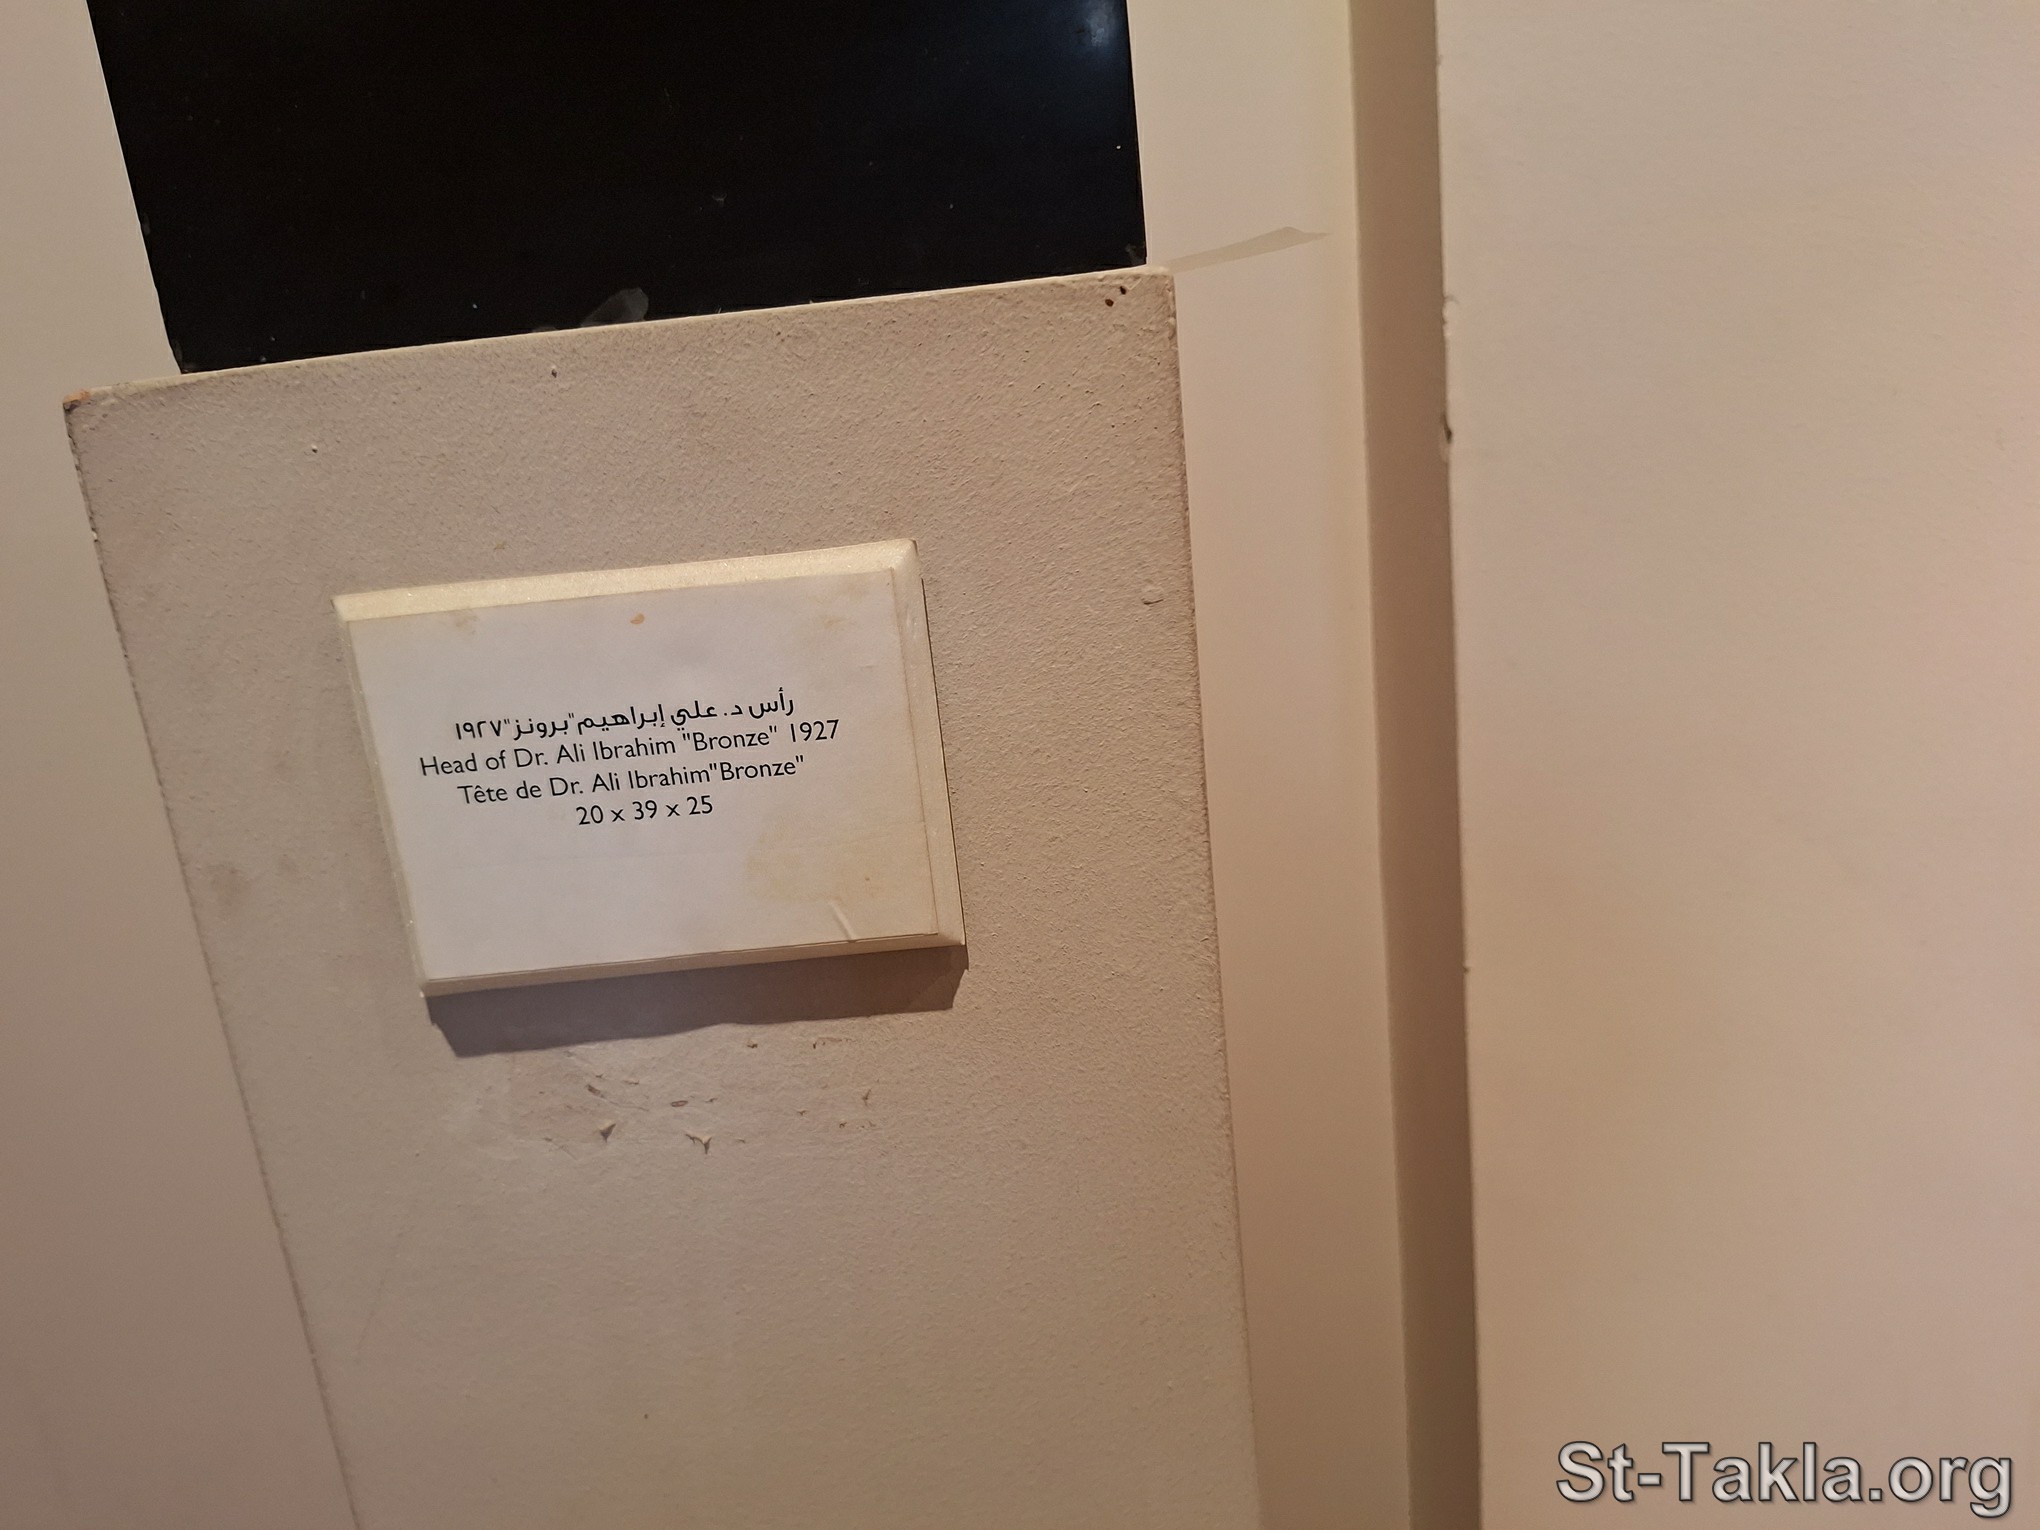 رأس د. علي إبراهيم "برونز" ١٩٢٧
Head of Dr. Ali Ibrahim "Bronze" 1927
Tête de Dr. Ali Ibrahim"Bronze"
20 x 39 x 25
St-Takla.org